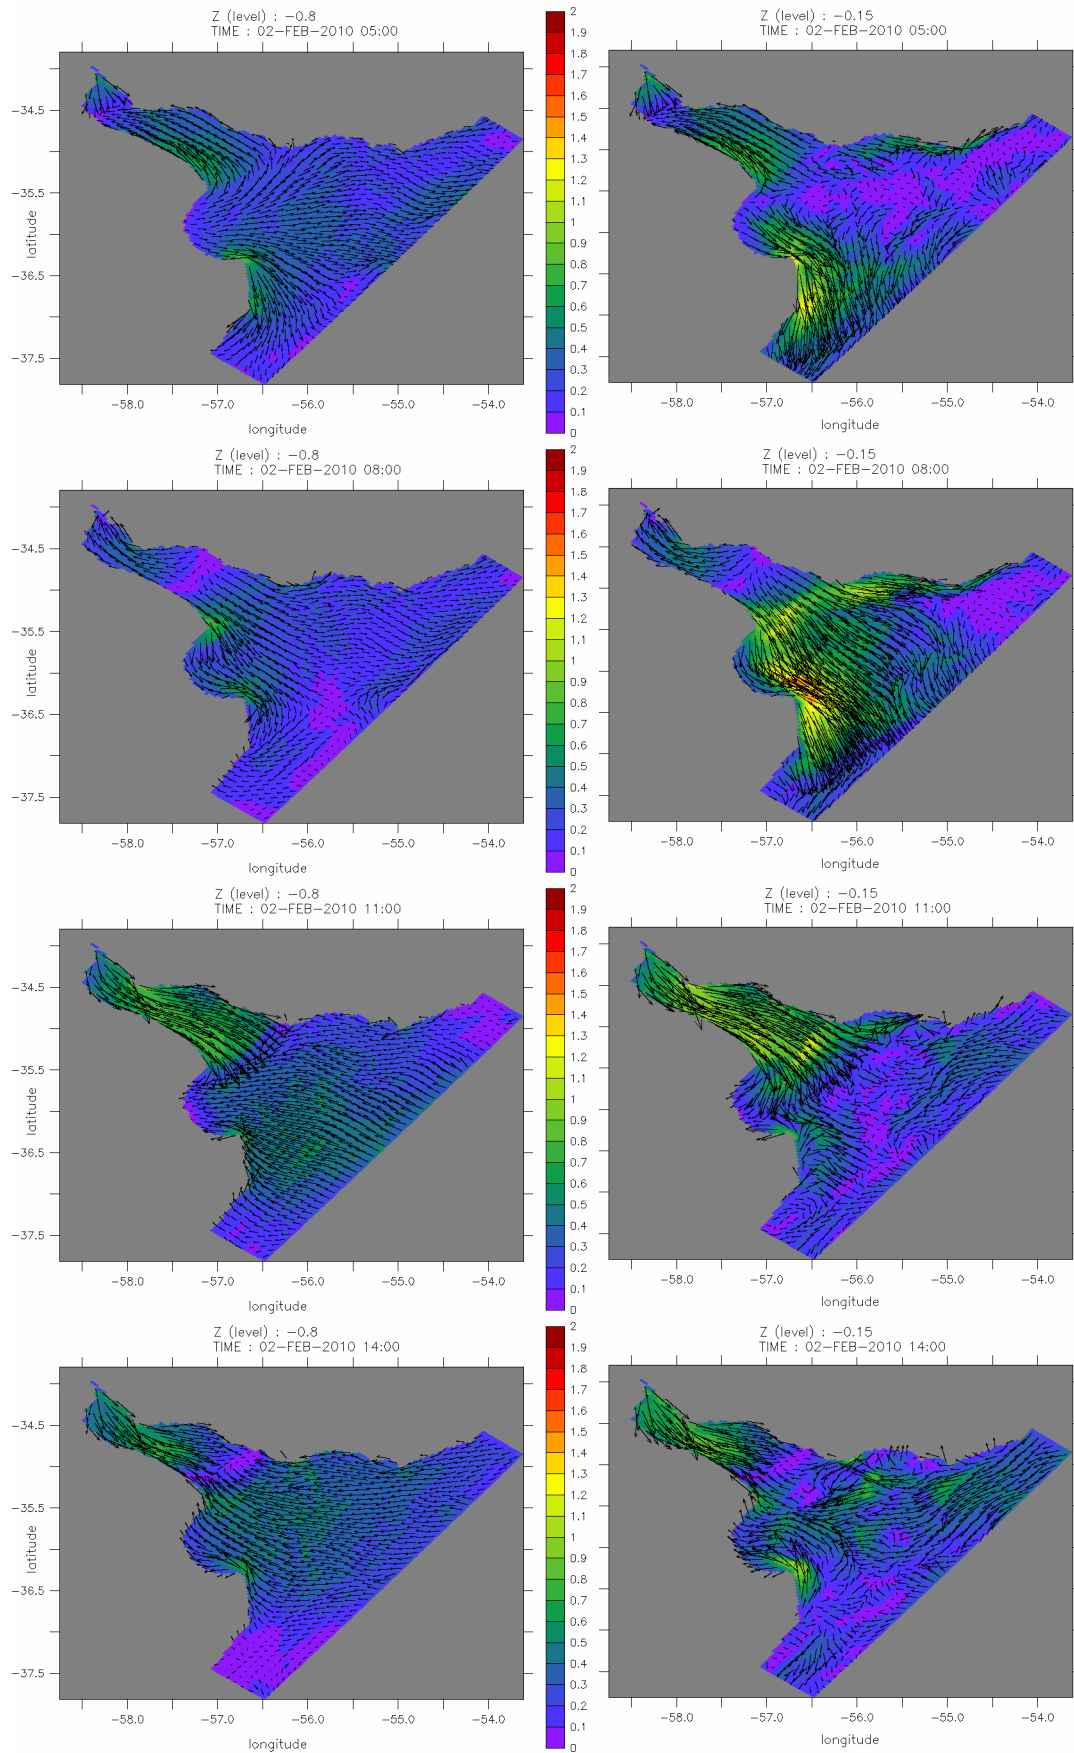 Z (level) : −0.8
TIME : 02−FEB−2010 05:00
−34.5
−35.5
−36.5
−37.5
latitude
−58.0 −57.0 −56.0 −55.0 −54.0
longitude
2
1.9
1.8
1.7
1.6
1.5
1.4
1.3
1.2
1.1
1
0.9
0.8
0.7
0.6
0.5
0.4
0.3
0.2
0.1
0
Z (level) : −0.15
TIME : 02−FEB−2010 05:00
−58.0 −57.0 −56.0 −55.0 −54.0
longitude
Z (level) : −0.8
TIME : 02−FEB−2010 08:00
−34.5
−35.5
−36.5
−37.5
latitude
−58.0 −57.0 −56.0 −55.0 −54.0
longitude
2
1.9
1.8
1.7
1.6
1.5
1.4
1.3
1.2
1.1
1
0.9
0.8
0.7
0.6
0.5
0.4
0.3
0.2
0.1
0
Z (level) : −0.15
TIME : 02−FEB−2010 08:00
−58.0 −57.0 −56.0 −55.0 −54.0
longitude
Z (level) : −0.8
TIME : 02−FEB−2010 11:00
−34.5
−35.5
−36.5
−37.5
latitude
−58.0 −57.0 −56.0 −55.0 −54.0
longitude
2
1.9
1.8
1.7
1.6
1.5
1.4
1.3
1.2
1.1
1
0.9
0.8
0.7
0.6
0.5
0.4
0.3
0.2
0.1
0
Z (level) : −0.15
TIME : 02−FEB−2010 11:00
−58.0 −57.0 −56.0 −55.0 −54.0
longitude
Z (level) : −0.8
TIME : 02−FEB−2010 14:00
−34.5
−35.5
−36.5
−37.5
latitude
−58.0 −57.0 −56.0 −55.0 −54.0
longitude
2
1.9
1.8
1.7
1.6
1.5
1.4
1.3
1.2
1.1
1
0.9
0.8
0.7
0.6
0.5
0.4
0.3
0.2
0.1
0
Z (level) : −0.15
TIME : 02−FEB−2010 14:00
−58.0 −57.0 −56.0 −55.0 −54.0
longitude